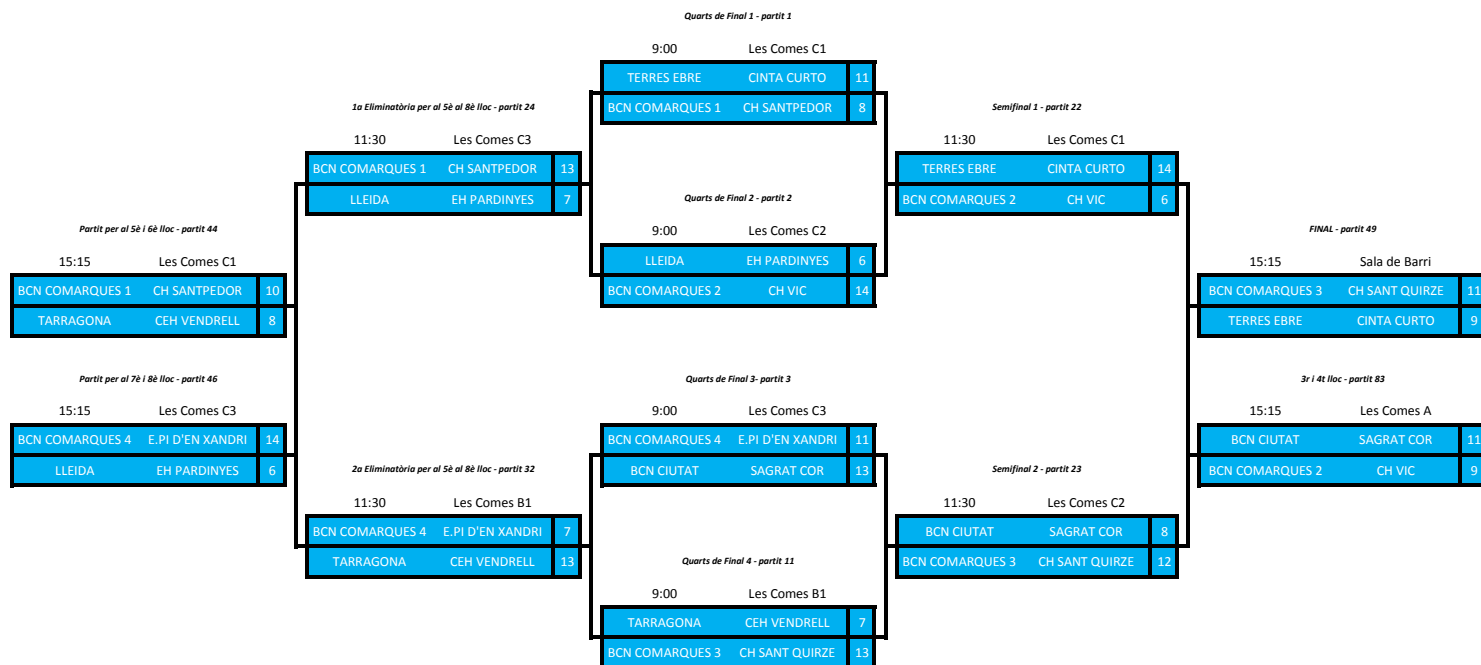 Quarts de Final 1 - partit 1
9:00 Les Comes C1
TERRES EBRE CINTA CURTO 11
BCN COMARQUES 1 CH SANTPEDOR 8
1a Eliminatòria per al 5è al 8è lloc - partit 24
11:30 Les Comes C3
BCN COMARQUES 1 CH SANTPEDOR 13
LLEIDA EH PARDINYES 7
Semifinal 1 - partit 22
11:30 Les Comes C1
TERRES EBRE CINTA CURTO 14
BCN COMARQUES 2 CH VIC 6
Quarts de Final 2 - partit 2
9:00 Les Comes C2
LLEIDA EH PARDINYES 6
BCN COMARQUES 2 CH VIC 14
Partit per al 5è i 6è lloc - partit 44
15:15 Les Comes C1
BCN COMARQUES 1 CH SANTPEDOR 10
TARRAGONA CEH VENDRELL 8
FINAL - partit 49
15:15 Sala de Barri
BCN COMARQUES 3 CH SANT QUIRZE 11
TERRES EBRE CINTA CURTO 9
Partit per al 7è i 8è lloc - partit 46
15:15 Les Comes C3
BCN COMARQUES 4 E.PI D'EN XANDRI 14
LLEIDA EH PARDINYES 6
Quarts de Final 3- partit 3
9:00 Les Comes C3
BCN COMARQUES 4 E.PI D'EN XANDRI 11
BCN CIUTAT SAGRAT COR 13
3r i 4t lloc - partit 83
15:15 Les Comes A
BCN CIUTAT SAGRAT COR 11
BCN COMARQUES 2 CH VIC 9
2a Eliminatòria per al 5è al 8è lloc - partit 32
11:30 Les Comes B1
BCN COMARQUES 4 E.PI D'EN XANDRI 7
TARRAGONA CEH VENDRELL 13
Semifinal 2 - partit 23
11:30 Les Comes C2
BCN CIUTAT SAGRAT COR 8
BCN COMARQUES 3 CH SANT QUIRZE 12
Quarts de Final 4 - partit 11
9:00 Les Comes B1
TARRAGONA CEH VENDRELL 7
BCN COMARQUES 3 CH SANT QUIRZE 13